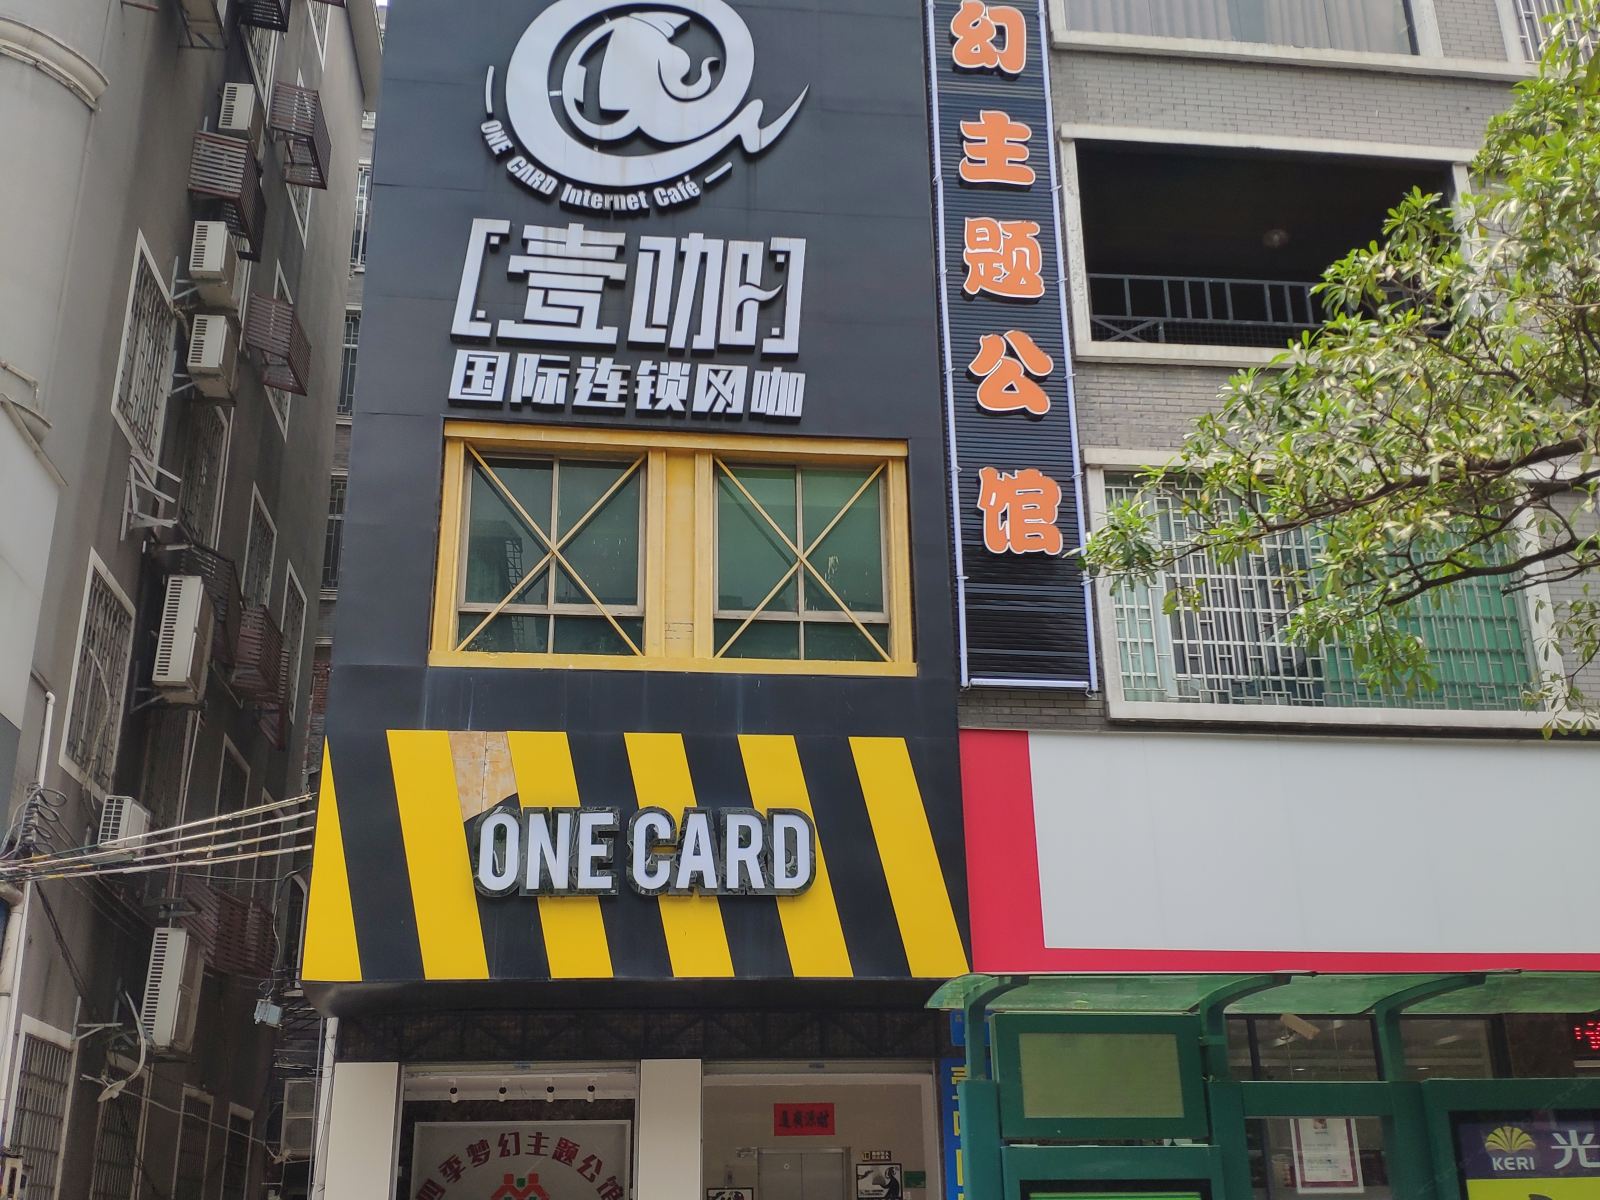 ONE CARD Internet Café
[壹咖]
国际连锁网咖
幻主题公馆
ONE CARD
四季梦幻主题公馆
KERI 光